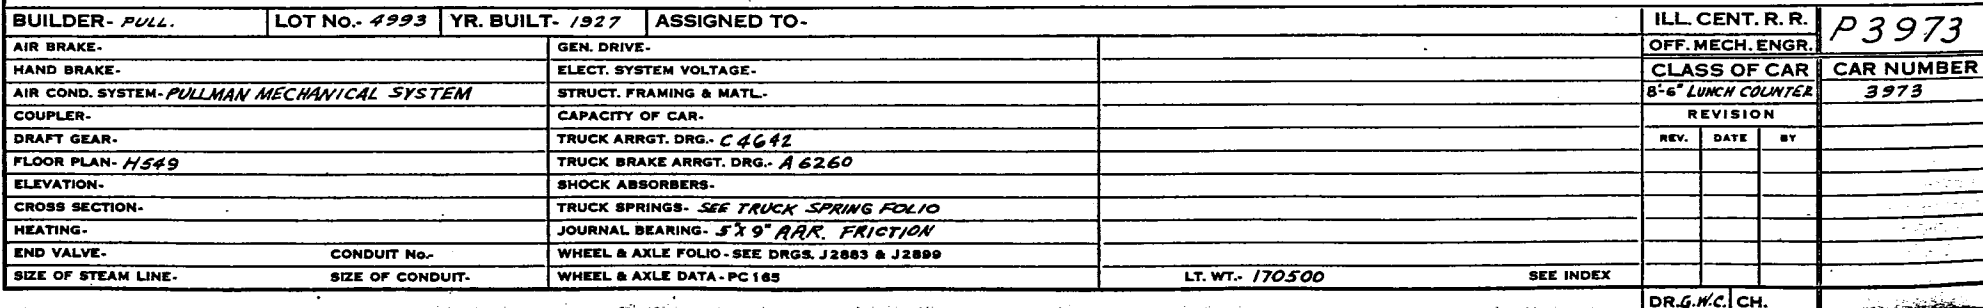 BUILDER- PULL. LOT No.- 4993 YR. BUILT- 1927 ASSIGNED TO- ILL. CENT. R. R. P3973
OFF. MECH. ENGR.
AIR BRAKE- GEN. DRIVE-
HAND BRAKE- ELECT. SYSTEM VOLTAGE- CLASS OF CAR CAR NUMBER
AIR COND. SYSTEM- PULLMAN MECHANICAL SYSTEM STRUCT. FRAMING & MATL.- 8'-6" LUNCH COUNTER 3973
COUPLER- CAPACITY OF CAR- REVISION
DRAFT GEAR- TRUCK ARRGT. DRG.- C4642 REV. DATE BY
FLOOR PLAN- H549 TRUCK BRAKE ARRGT. DRG.- A6260
ELEVATION- SHOCK ABSORBERS-
CROSS SECTION- TRUCK SPRINGS- SEE TRUCK SPRING FOLIO
HEATING- JOURNAL BEARING- 5"X9" AAR. FRICTION
END VALVE- CONDUIT No.- WHEEL & AXLE FOLIO-SEE DRGS. J2883 & J2899
SIZE OF STEAM LINE- SIZE OF CONDUIT- WHEEL & AXLE DATA-PC165 LT. WT.- 170500 SEE INDEX
DR.G.W.C. CH.